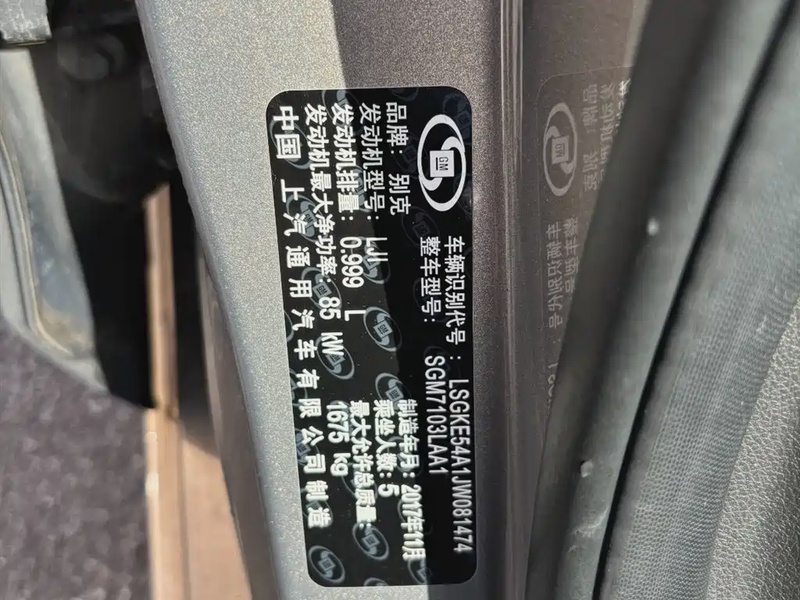 GM
车辆识别代号: LSGKE54A1JW081474
整车型号: SGM7103LAA1
品牌: 别克
制造年月: 2017年11月
发动机型号: LJI
乘坐人数: 5
发动机排量: 0.999 L
最大允许总质量:
发动机最大净功率: 85 kW
1675 kg
中国 上汽通用汽车有限公司制造